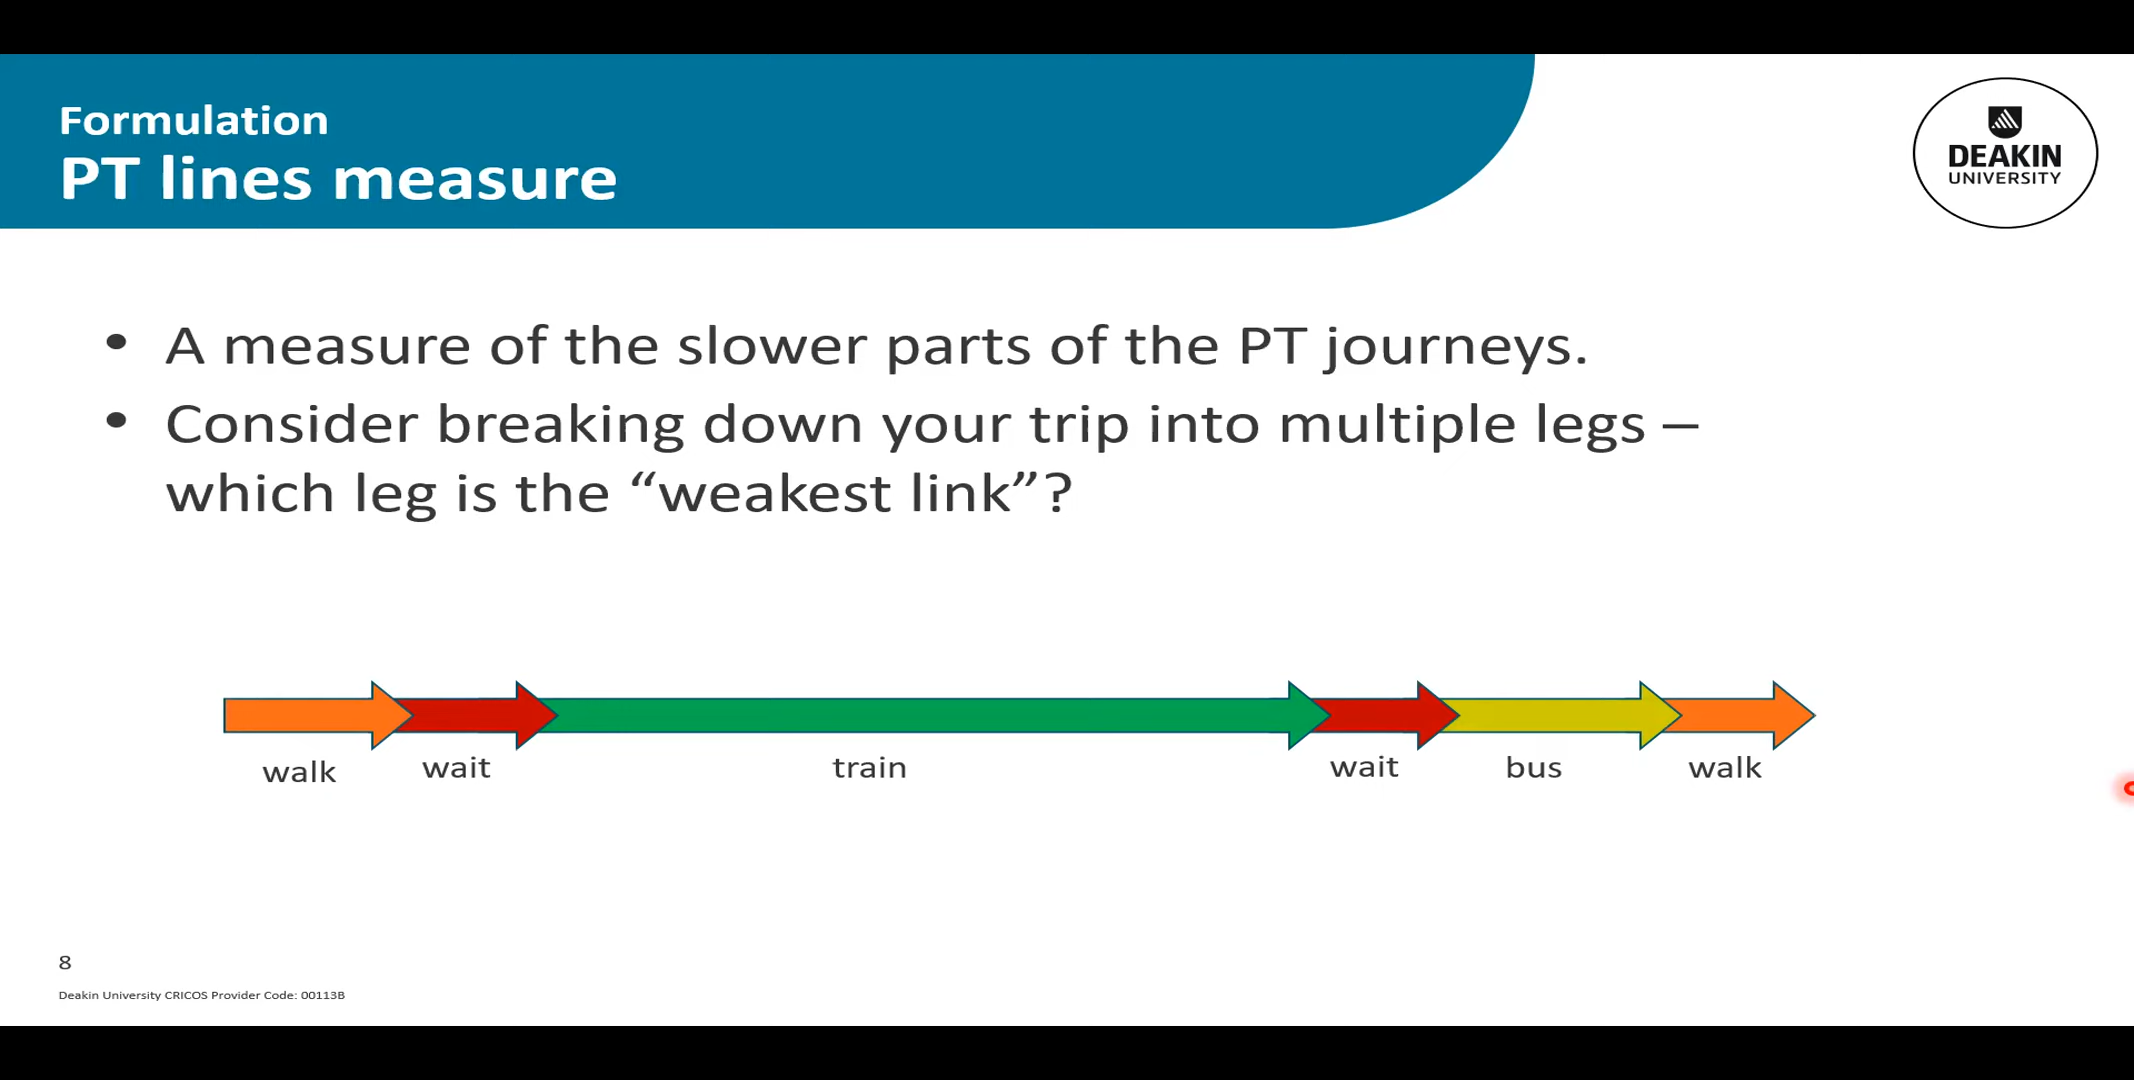 Formulation
PT lines measure
DEAKIN
UNIVERSITY
• A measure of the slower parts of the PT journeys.
• Consider breaking down your trip into multiple legs –
which leg is the “weakest link”?
walk wait train wait bus walk
8
Deakin University CRICOS Provider Code: 00113B